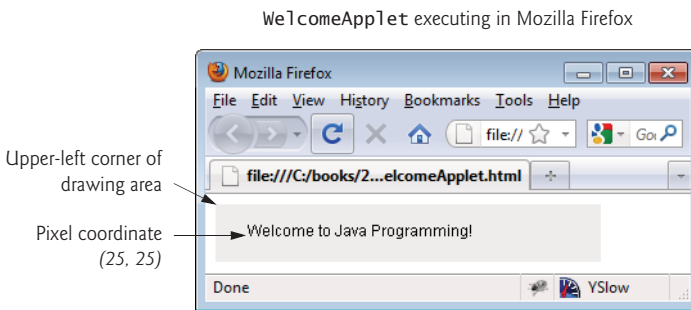 WelcomeApplet executing in Mozilla Firefox
Mozilla Firefox
File Edit View History Bookmarks Tools Help
file://
file:///C:/books/2...elcomeApplet.html
Upper-left corner of
drawing area
Welcome to Java Programming!
Pixel coordinate
(25, 25)
Done YSlow